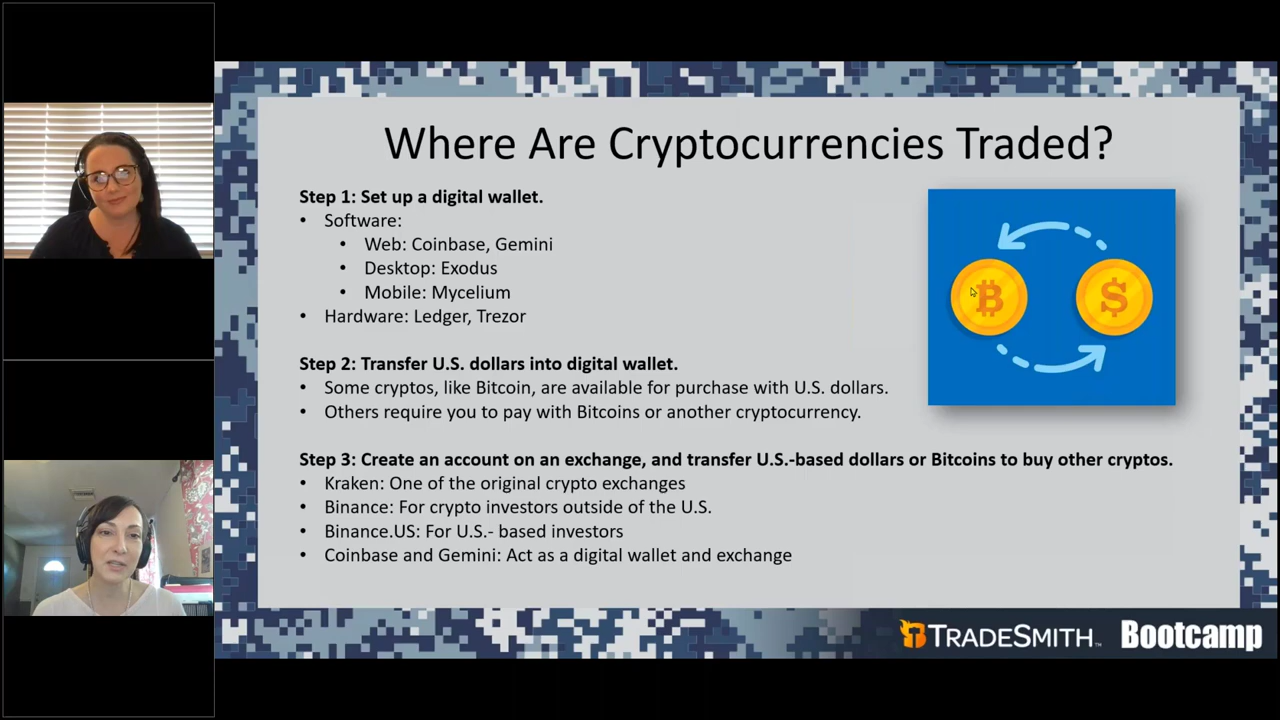 Where Are Cryptocurrencies Traded?
Step 1: Set up a digital wallet.
• Software:
• Web: Coinbase, Gemini
• Desktop: Exodus
• Mobile: Mycelium
• Hardware: Ledger, Trezor
Step 2: Transfer U.S. dollars into digital wallet.
• Some cryptos, like Bitcoin, are available for purchase with U.S. dollars.
• Others require you to pay with Bitcoins or another cryptocurrency.
Step 3: Create an account on an exchange, and transfer U.S.-based dollars or Bitcoins to buy other cryptos.
• Kraken: One of the original crypto exchanges
• Binance: For crypto investors outside of the U.S.
• Binance.US: For U.S.- based investors
• Coinbase and Gemini: Act as a digital wallet and exchange
TRADESMITH™ Bootcamp